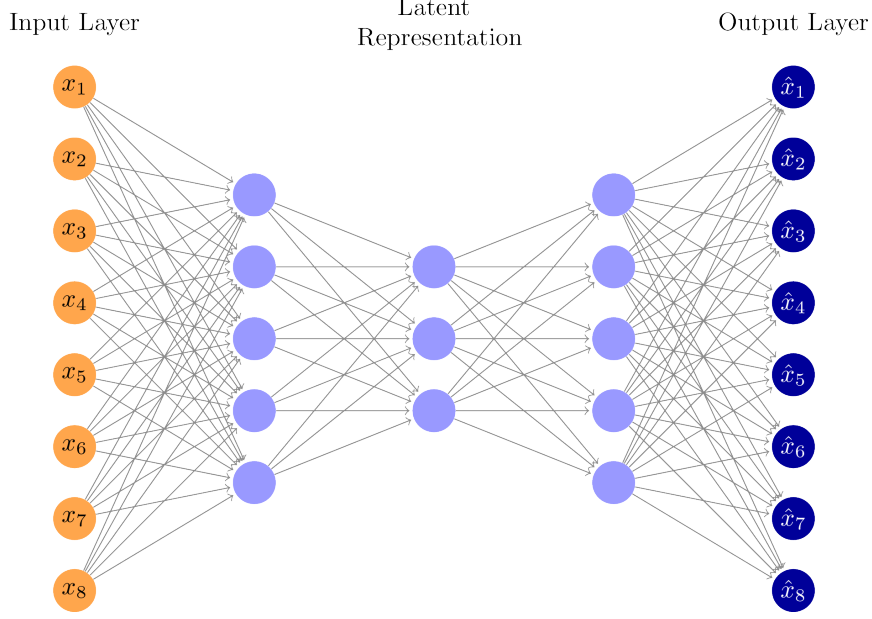 Input Layer
Latent
Representation
Output Layer
x₁
x₂
x₃
x₄
x₅
x₆
x₇
x₈
x̂₁
x̂₂
x̂₃
x̂₄
x̂₅
x̂₆
x̂₇
x̂₈